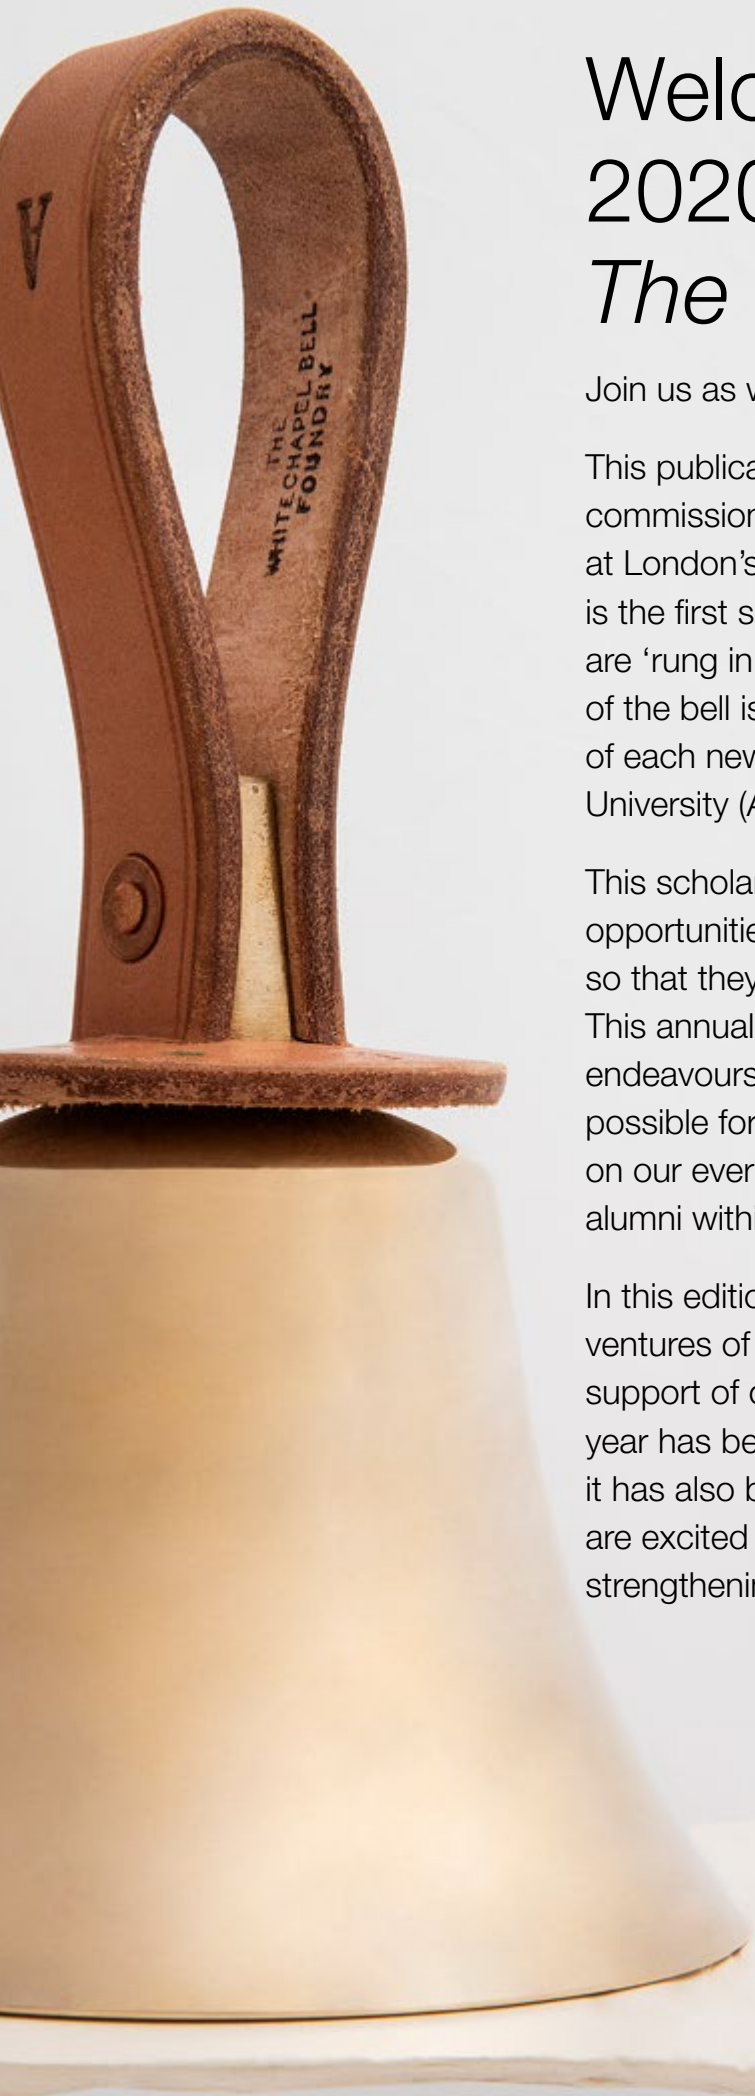 A
THE
WHITECHAPEL BELL
FOUNDRY
Welc
2020
The
Join us as w
This publica
commission
at London's
is the first s
are ‘rung in
of the bell is
of each new
University (A
This scholar
opportunitie
so that they
This annual
endeavours
possible for
on our ever
alumni withi
In this editio
ventures of
support of o
year has be
it has also b
are excited
strengthenin